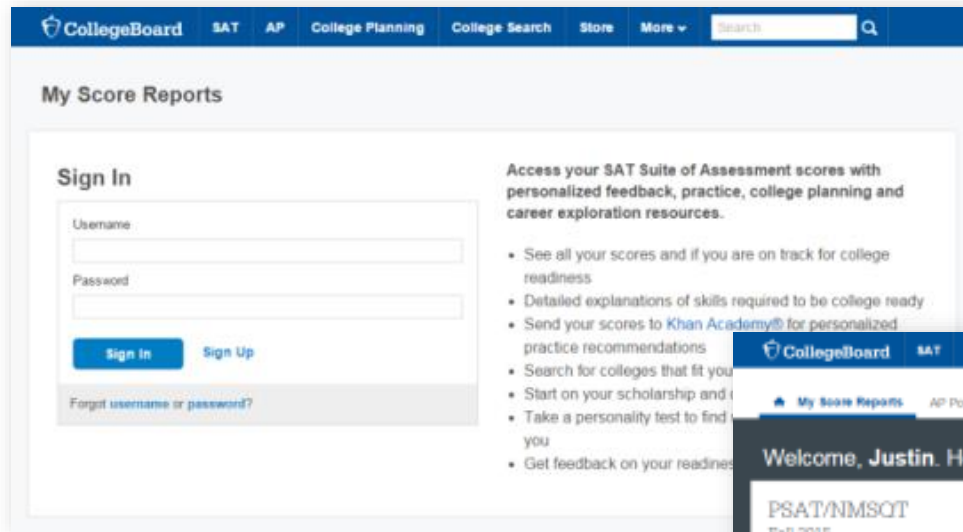 CollegeBoard SAT AP College Planning College Search Store More Search
My Score Reports
Sign In
Username
Password
Sign In Sign Up
Forgot username or password?
Access your SAT Suite of Assessment scores with
personalized feedback, practice, college planning and
career exploration resources.
• See all your scores and if you are on track for college
readiness
• Detailed explanations of skills required to be college ready
• Send your scores to Khan Academy® for personalized
practice recommendations
• Search for colleges that fit you
• Start on your scholarship and
• Take a personality test to find
you
• Get feedback on your readines
CollegeBoard SAT
My Score Reports AP
Welcome, Justin. H
PSAT/NMSQT
Fall 2015